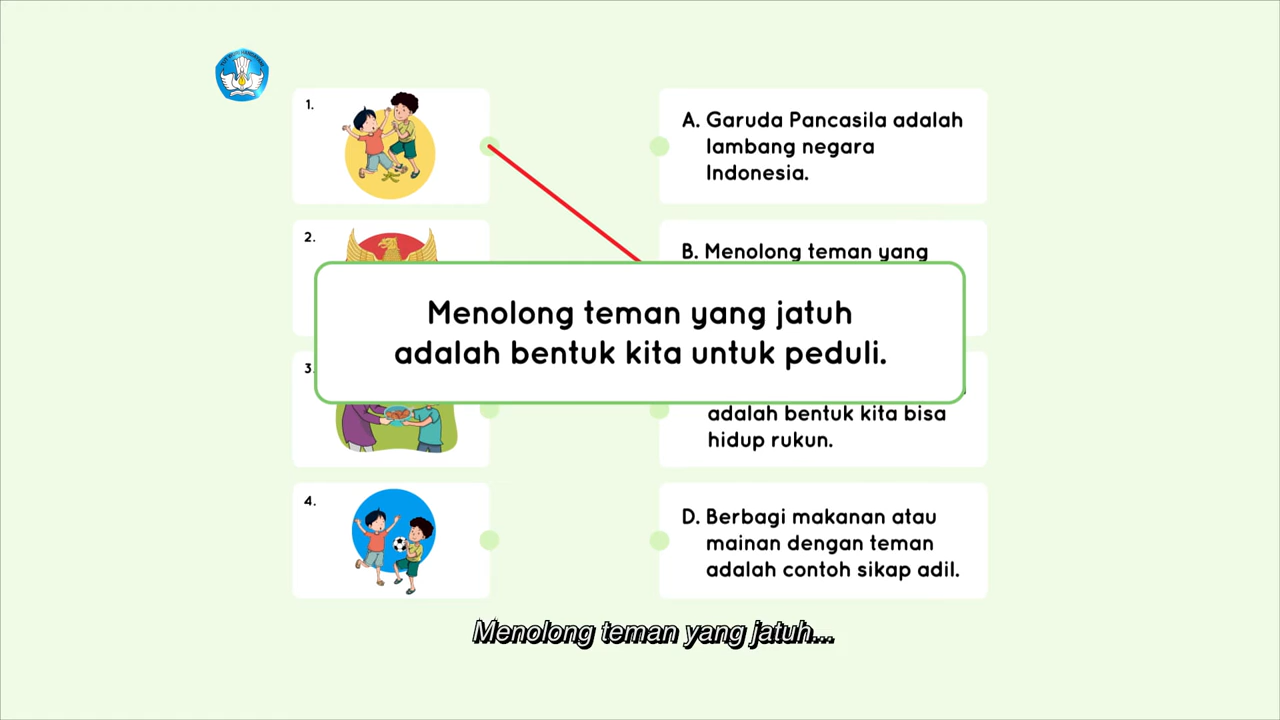 1.
A. Garuda Pancasila adalah
lambang negara
Indonesia.
2.
B. Menolong teman yang
Menolong teman yang jatuh
adalah bentuk kita untuk peduli.
3.
adalah bentuk kita bisa
hidup rukun.
4.
D. Berbagi makanan atau
mainan dengan teman
adalah contoh sikap adil.
Menolong teman yang jatuh...